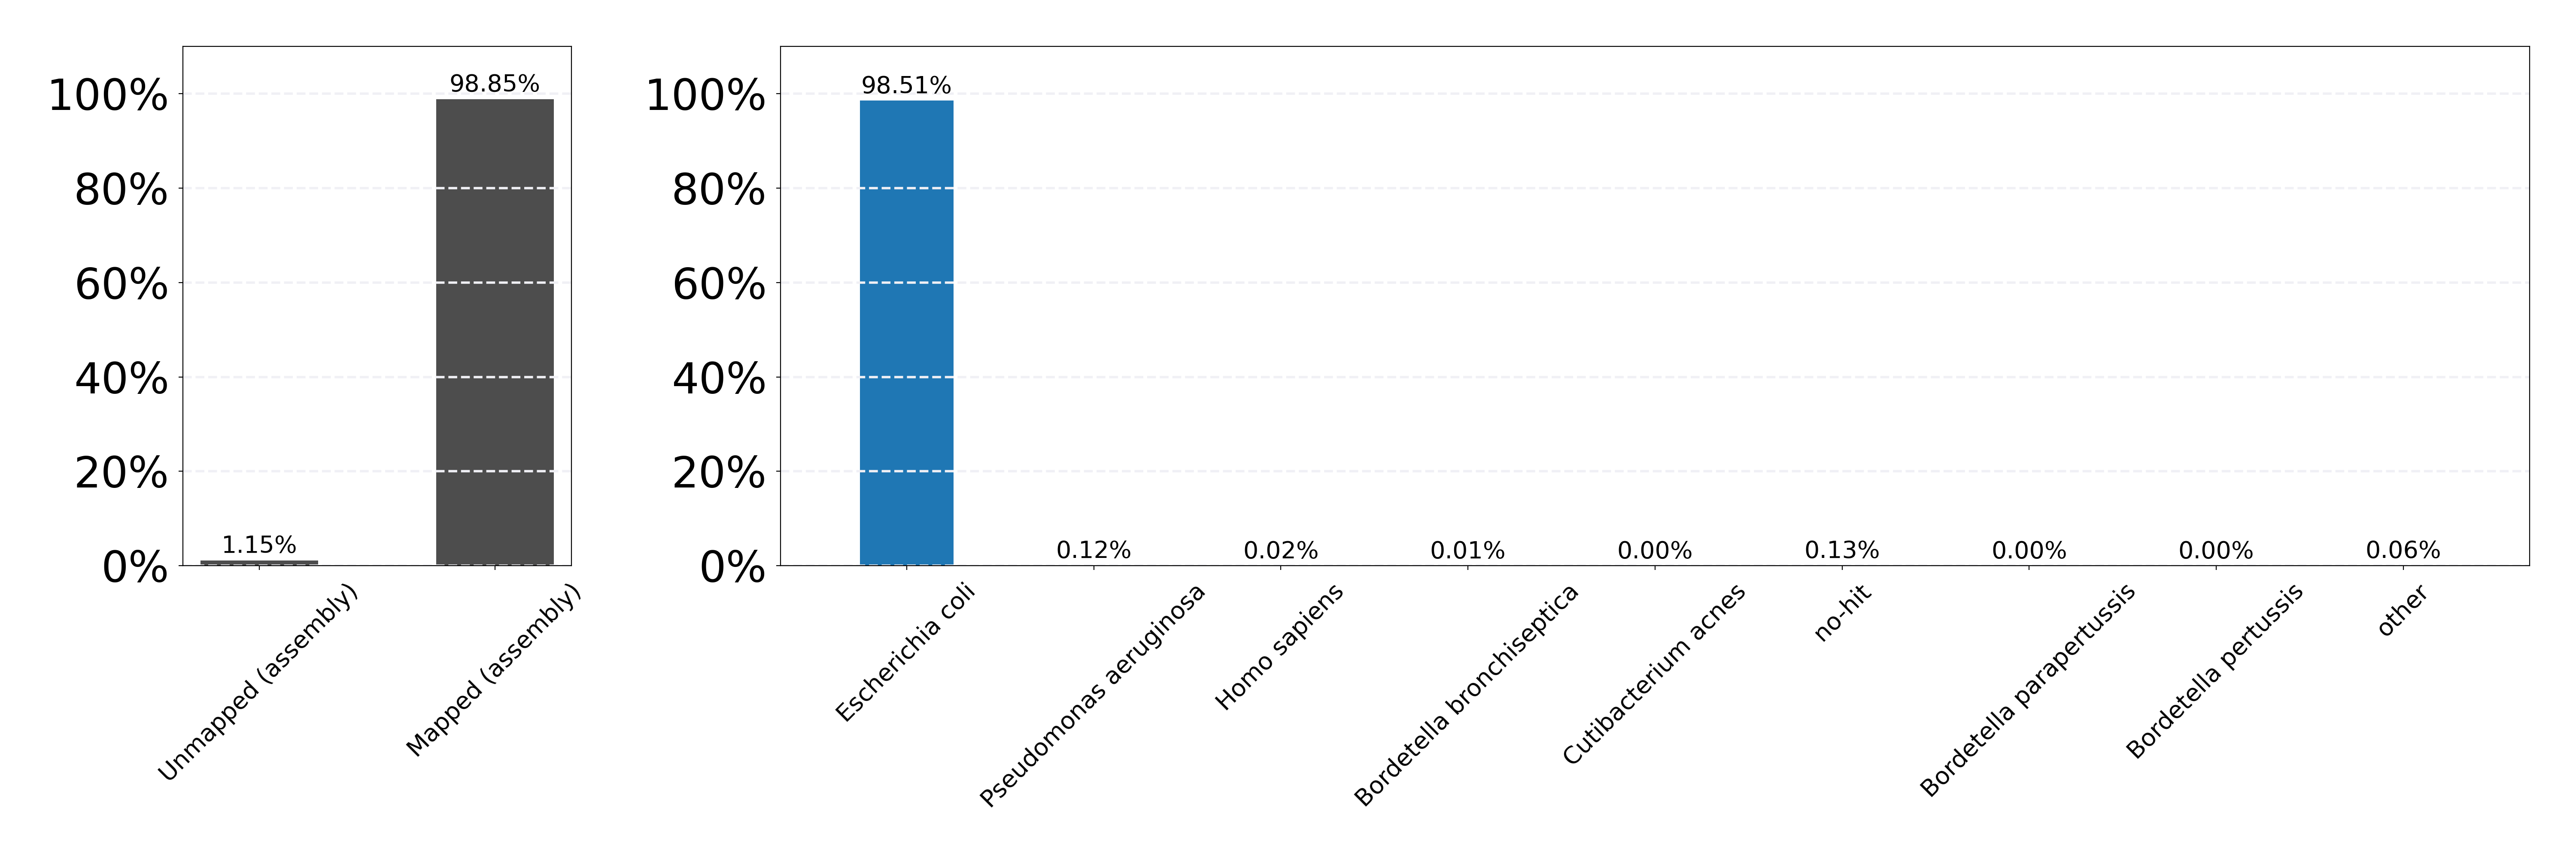 100%
80%
60%
40%
20%
0%
1.15%
98.85%
Unmapped (assembly)
Mapped (assembly)
100%
80%
60%
40%
20%
0%
98.51%
0.12%
0.02%
0.01%
0.00%
0.13%
0.00%
0.00%
0.06%
Escherichia coli
Pseudomonas aeruginosa
Homo sapiens
Bordetella bronchiseptica
Cutibacterium acnes
no-hit
Bordetella parapertussis
Bordetella pertussis
other